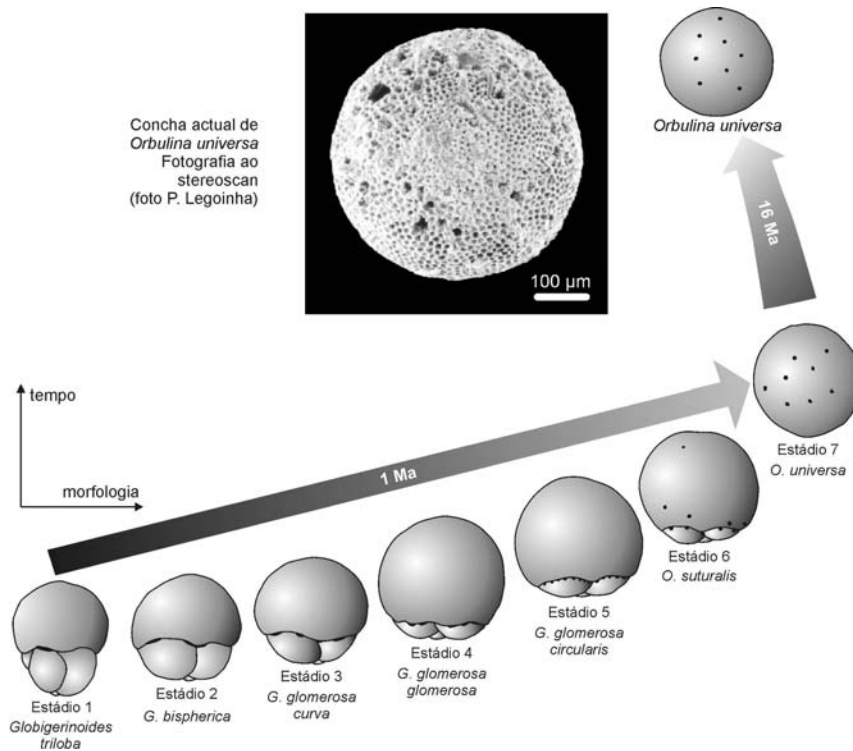 Concha actual de
Orbulina universa
Fotografia ao
stereoscan
(foto P. Legoinha)
100 µm
Orbulina universa
16 Ma
tempo
morfologia
1 Ma
Estádio 7
O. universa
Estádio 6
O. suturalis
Estádio 5
G. glomerosa
circularis
Estádio 4
G. glomerosa
glomerosa
Estádio 3
G. glomerosa
curva
Estádio 2
G. bispherica
Estádio 1
Globigerinoides
triloba